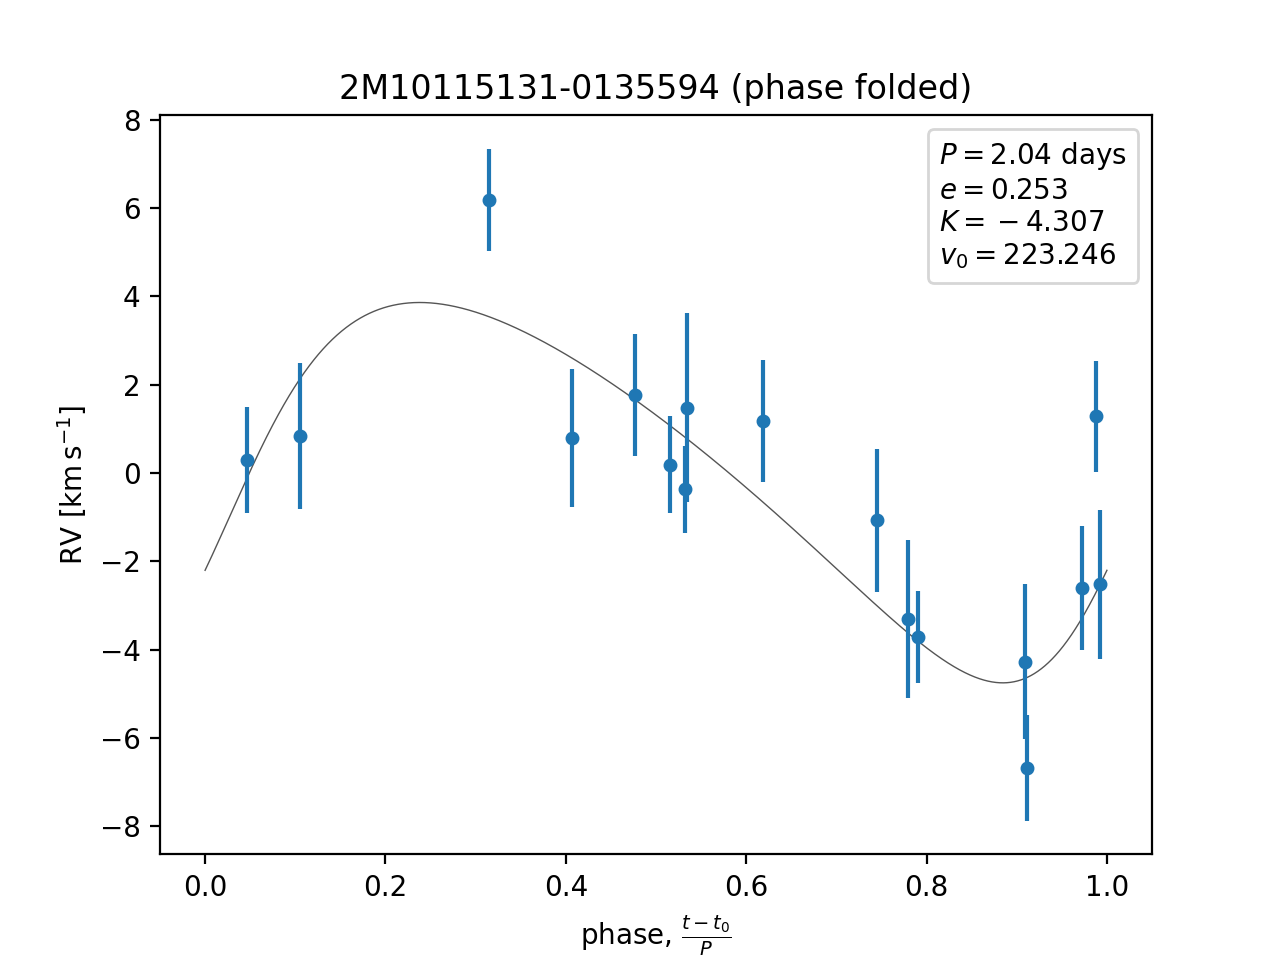 2M10115131-0135594 (phase folded)
P = 2.04 days
e = 0.253
K = −4.307
v₀ = 223.246
8
6
4
2
0
−2
−4
−6
−8
RV [km s⁻¹]
0.0 0.2 0.4 0.6 0.8 1.0
phase, (t − t₀)/P